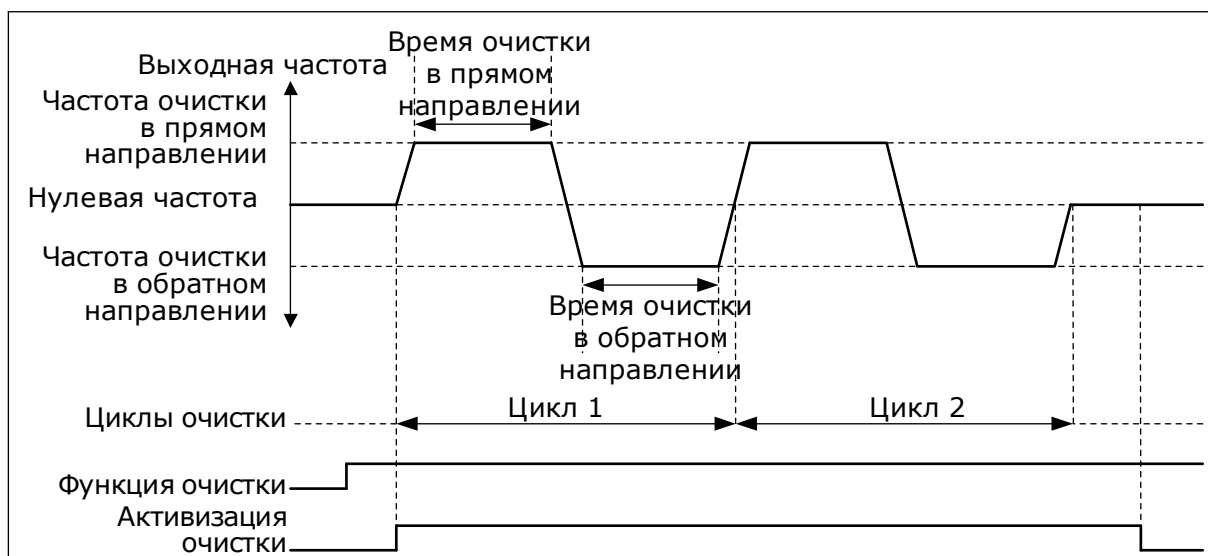 Время очистки
в прямом
направлении
Выходная частота
Частота очистки
в прямом
направлении
Нулевая частота
Частота очистки
в обратном
направлении
Время очистки
в обратном
направлении
Циклы очистки
Цикл 1
Цикл 2
Функция очистки
Активизация
очистки